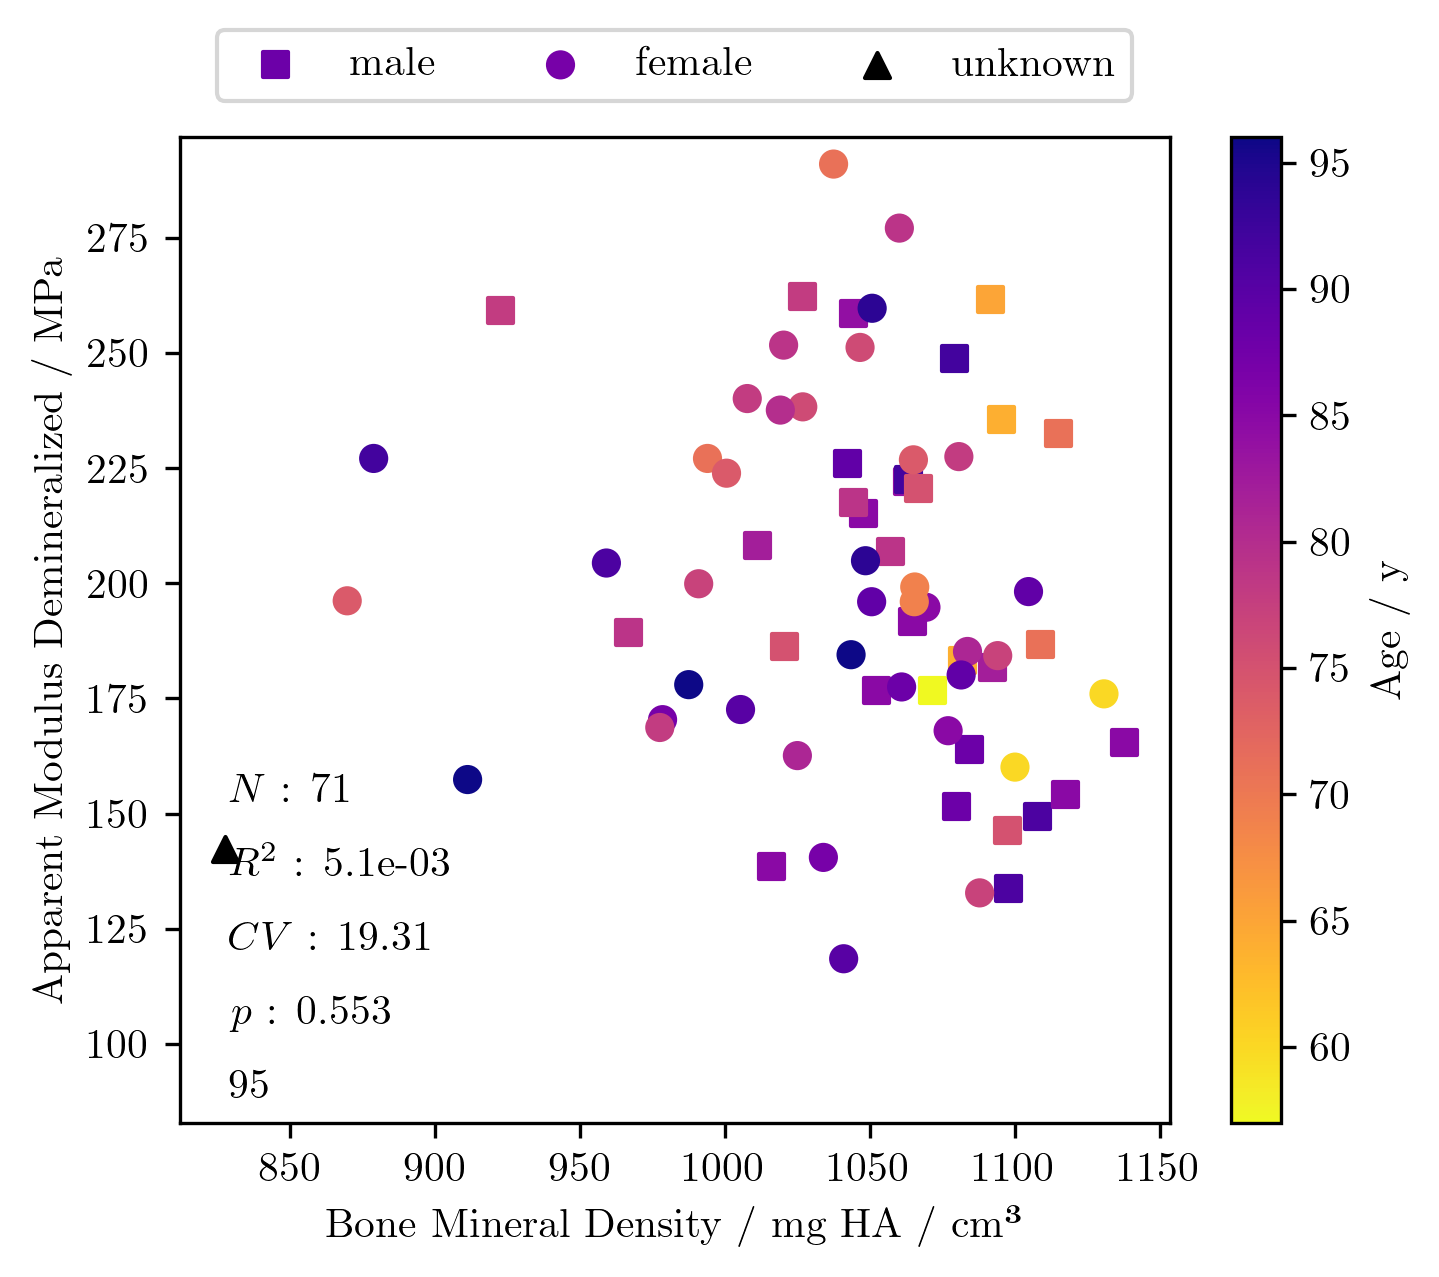 male female unknown
275
250
225
200
175
150
125
100
Apparent Modulus Demineralized / MPa
N : 71
R² : 5.1e-03
CV : 19.31
p : 0.553
95
850 900 950 1000 1050 1100 1150
Bone Mineral Density / mg HA / cm³
95
90
85
80
75
70
65
60
Age / y